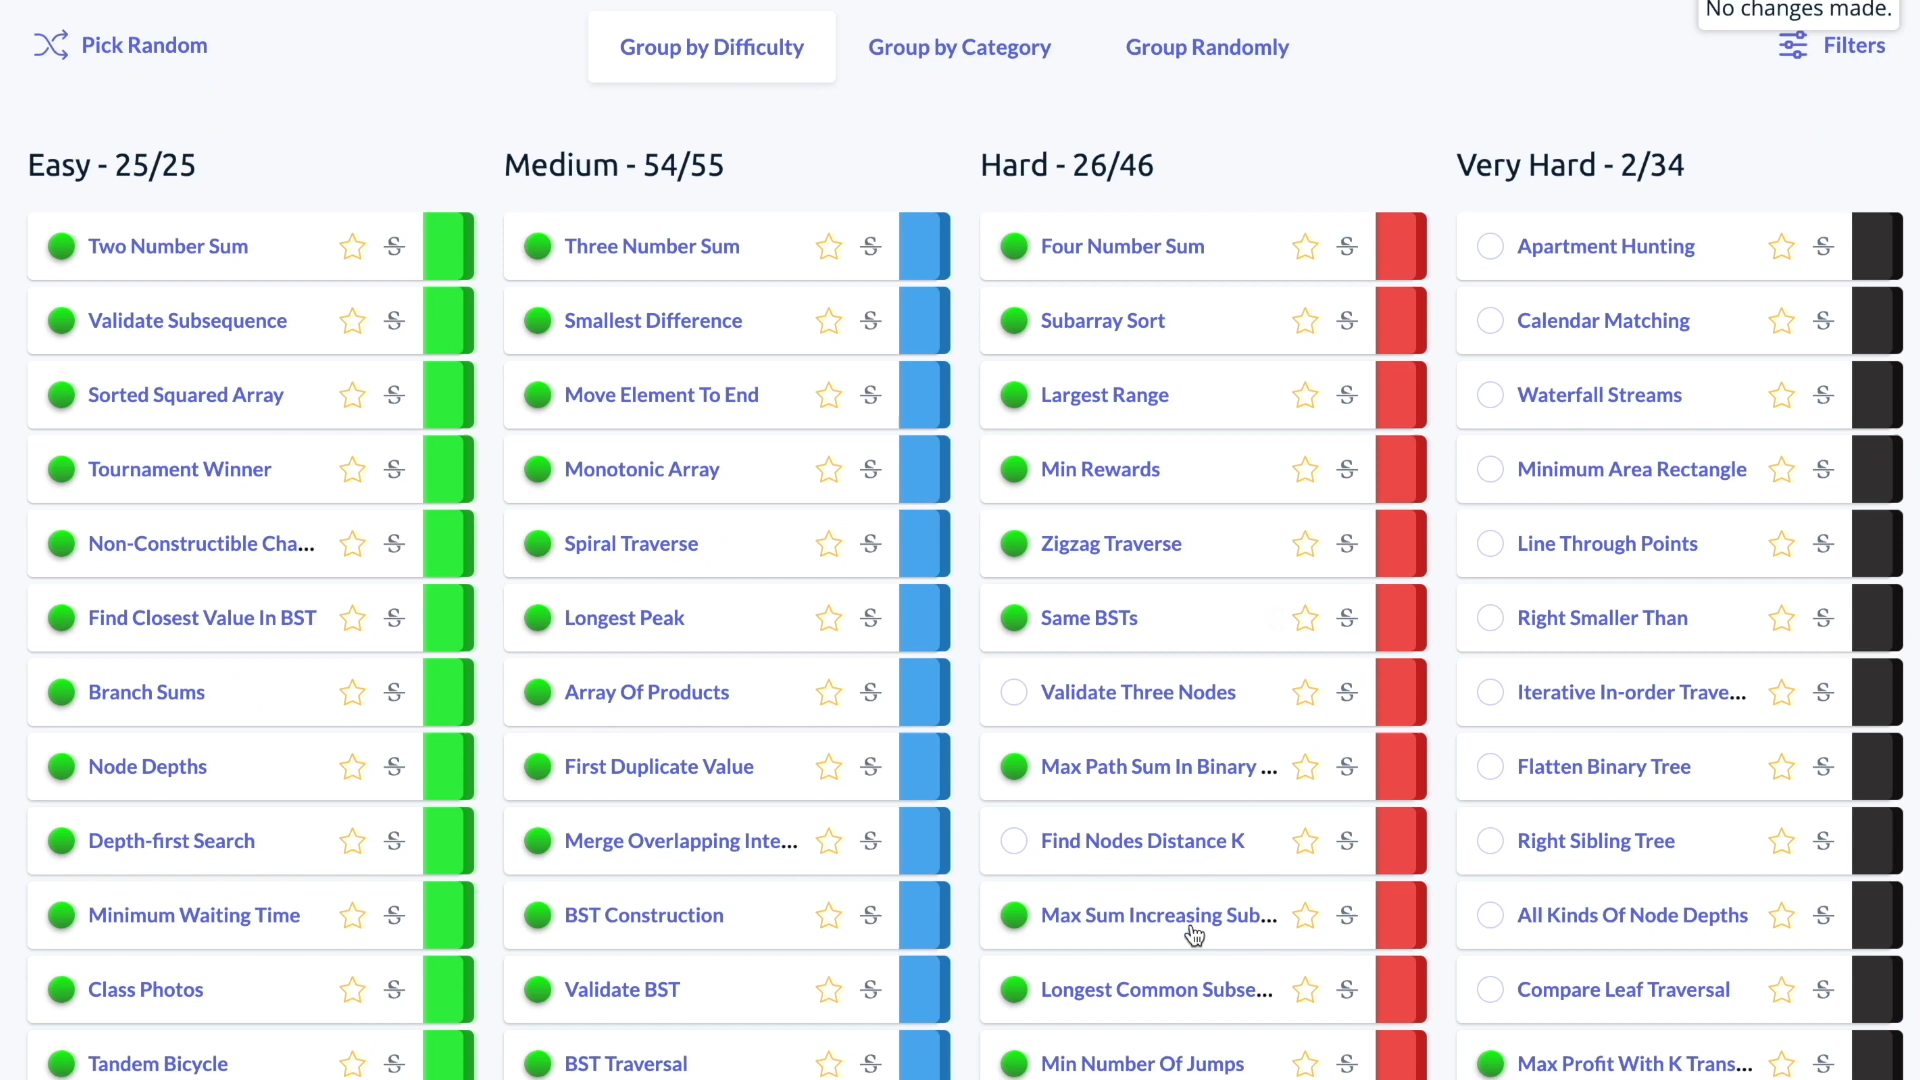 No changes made.
Pick Random
Group by Difficulty
Group by Category
Group Randomly
Filters
Easy - 25/25
Two Number Sum
Validate Subsequence
Sorted Squared Array
Tournament Winner
Non-Constructible Cha...
Find Closest Value In BST
Branch Sums
Node Depths
Depth-first Search
Minimum Waiting Time
Class Photos
Tandem Bicycle
Medium - 54/55
Three Number Sum
Smallest Difference
Move Element To End
Monotonic Array
Spiral Traverse
Longest Peak
Array Of Products
First Duplicate Value
Merge Overlapping Inte...
BST Construction
Validate BST
BST Traversal
Hard - 26/46
Four Number Sum
Subarray Sort
Largest Range
Min Rewards
Zigzag Traverse
Same BSTs
Validate Three Nodes
Max Path Sum In Binary ...
Find Nodes Distance K
Max Sum Increasing Sub...
Longest Common Subse...
Min Number Of Jumps
Very Hard - 2/34
Apartment Hunting
Calendar Matching
Waterfall Streams
Minimum Area Rectangle
Line Through Points
Right Smaller Than
Iterative In-order Trave...
Flatten Binary Tree
Right Sibling Tree
All Kinds Of Node Depths
Compare Leaf Traversal
Max Profit With K Trans...